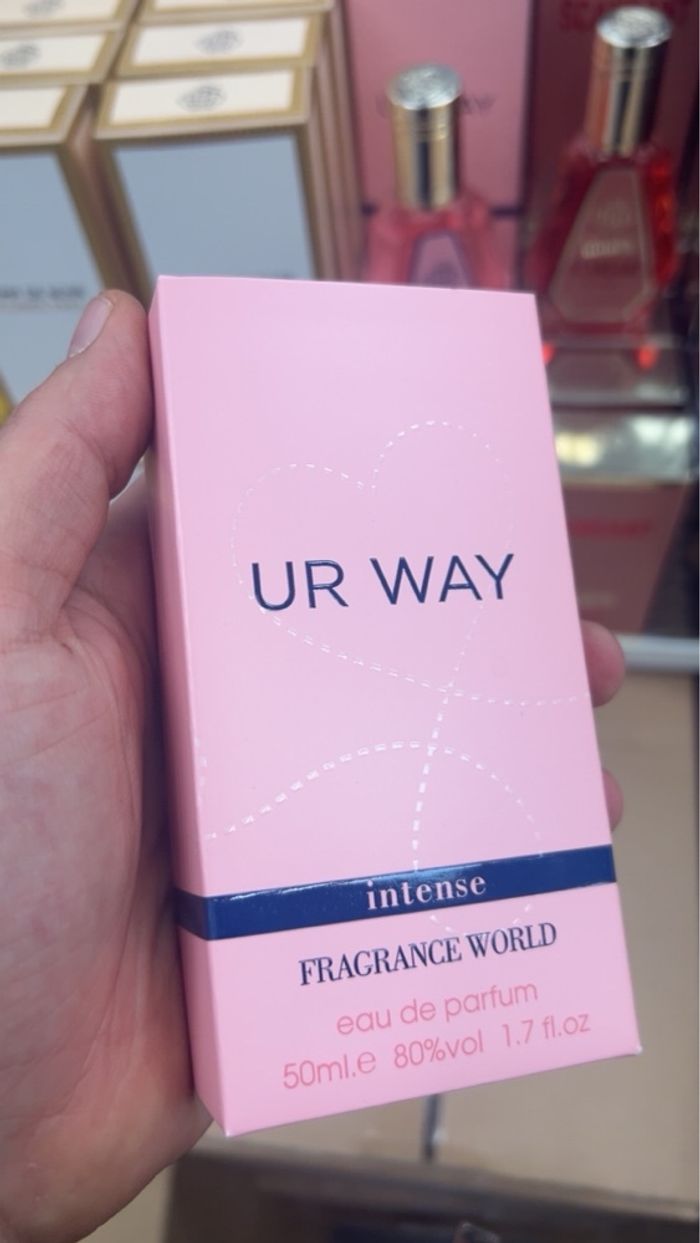 UR WAY
intense
FRAGRANCE WORLD
eau de parfum
50ml.e 80%vol 1.7 fl.oz